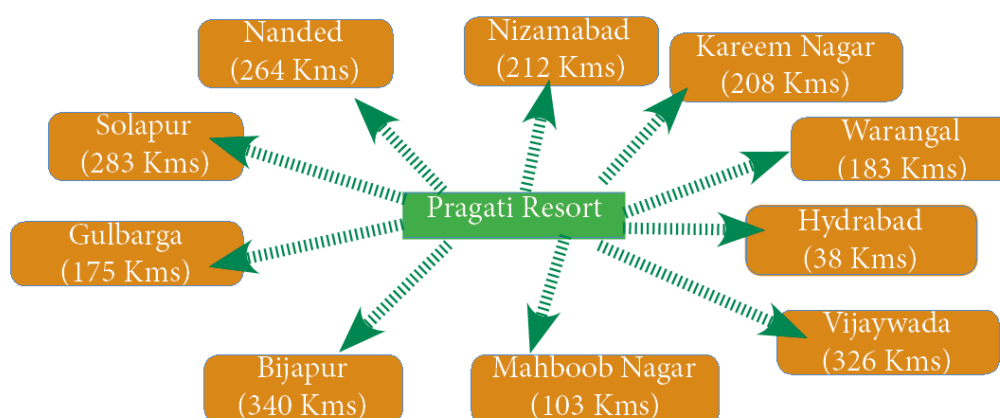 Nanded
(264 Kms)
Nizamabad
(212 Kms)
Kareem Nagar
(208 Kms)
Solapur
(283 Kms)
Warangal
(183 Kms)
Pragati Resort
Gulbarga
(175 Kms)
Hydrabad
(38 Kms)
Vijaywada
(326 Kms)
Bijapur
(340 Kms)
Mahboob Nagar
(103 Kms)